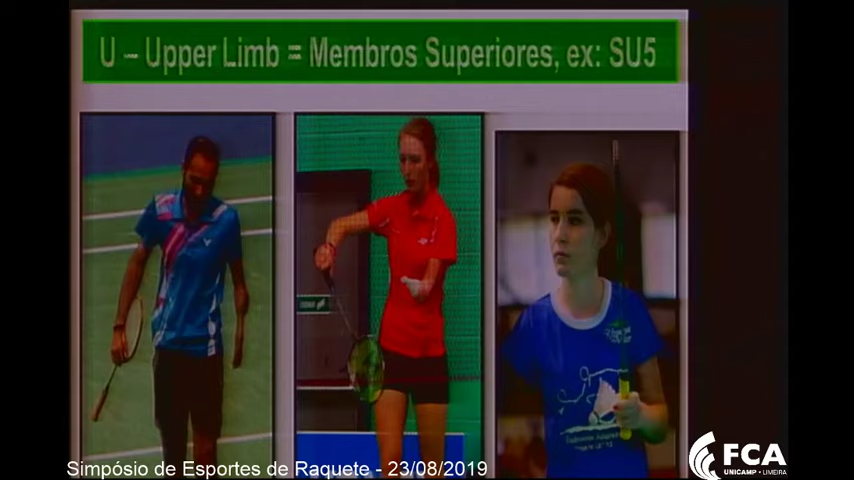 U – Upper Limb = Membros Superiores, ex: SU5
Simpósio de Esportes de Raquete - 23/08/2019
FCA
UNICAMP • LIMEIRA